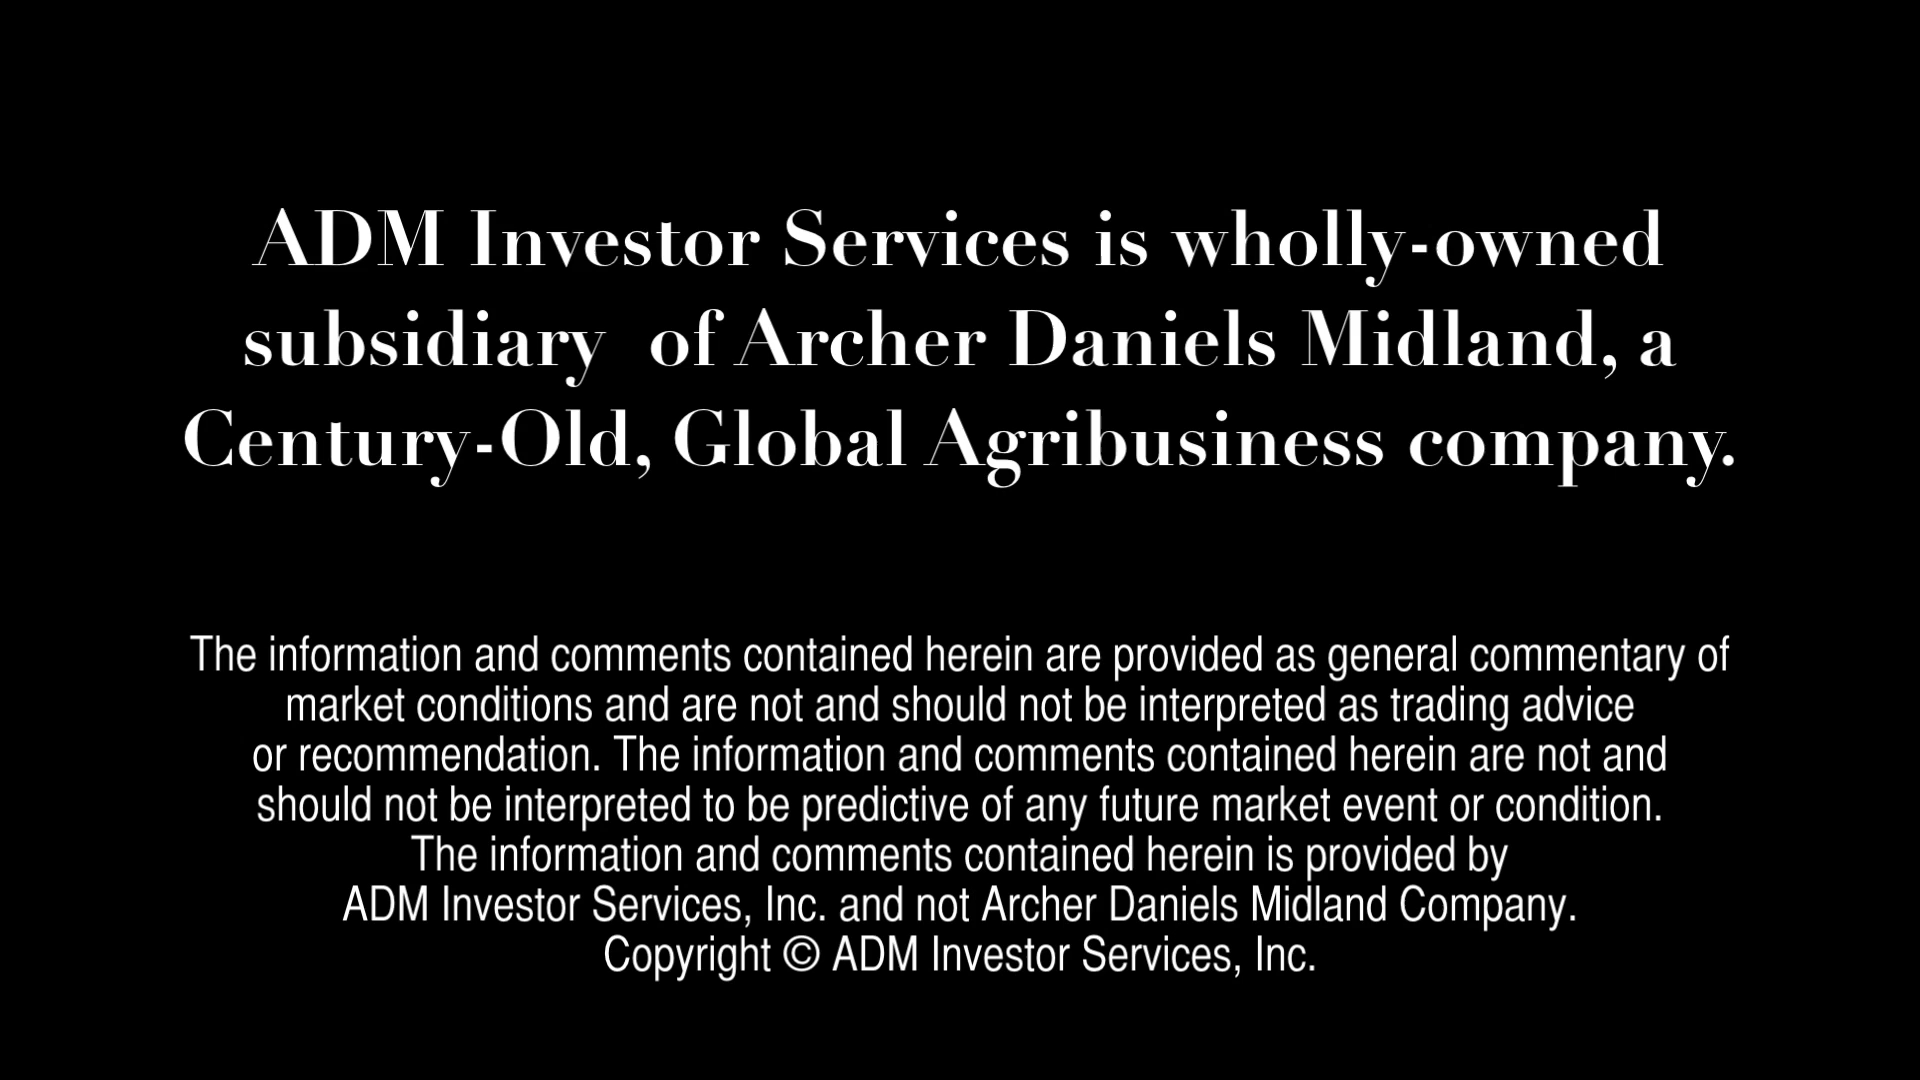 ADM Investor Services is wholly-owned
subsidiary  of Archer Daniels Midland, a
Century-Old, Global Agribusiness company.
The information and comments contained herein are provided as general commentary of
market conditions and are not and should not be interpreted as trading advice
or recommendation. The information and comments contained herein are not and
should not be interpreted to be predictive of any future market event or condition.
The information and comments contained herein is provided by
ADM Investor Services, Inc. and not Archer Daniels Midland Company.
Copyright © ADM Investor Services, Inc.